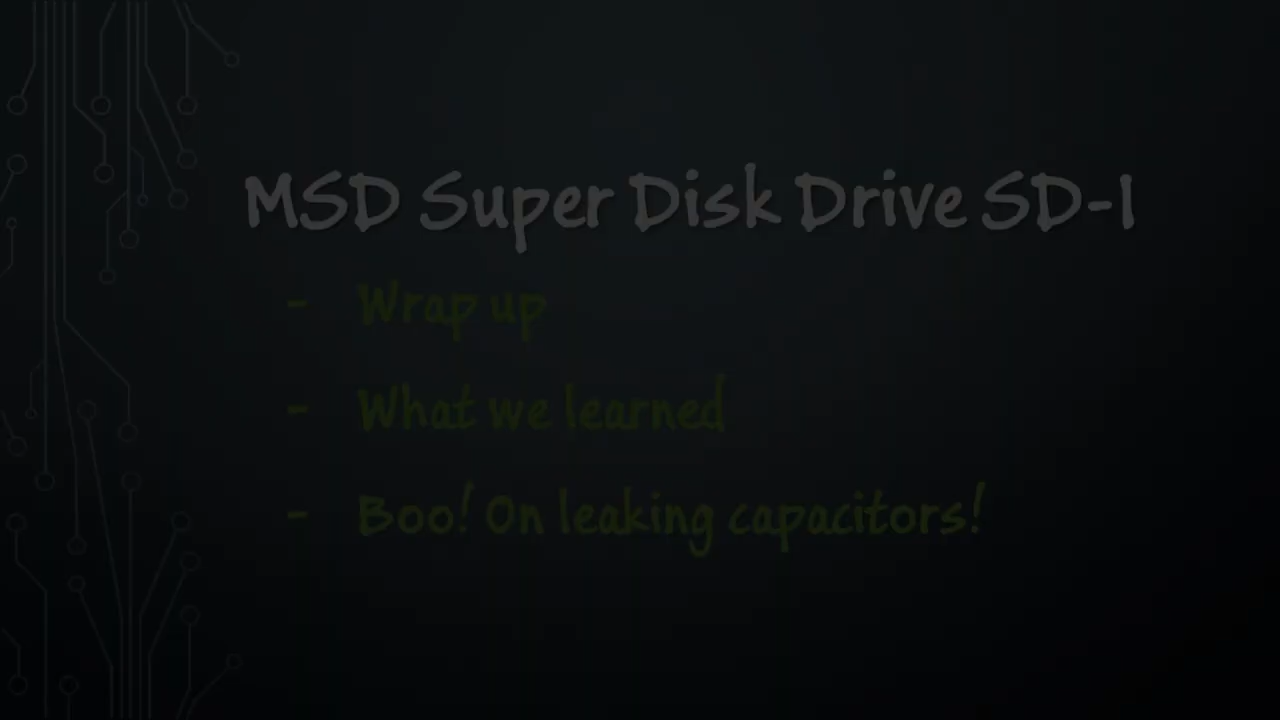 MSD Super Disk Drive SD-1
- Wrap up
- What we learned
- Boo! On leaking capacitors!